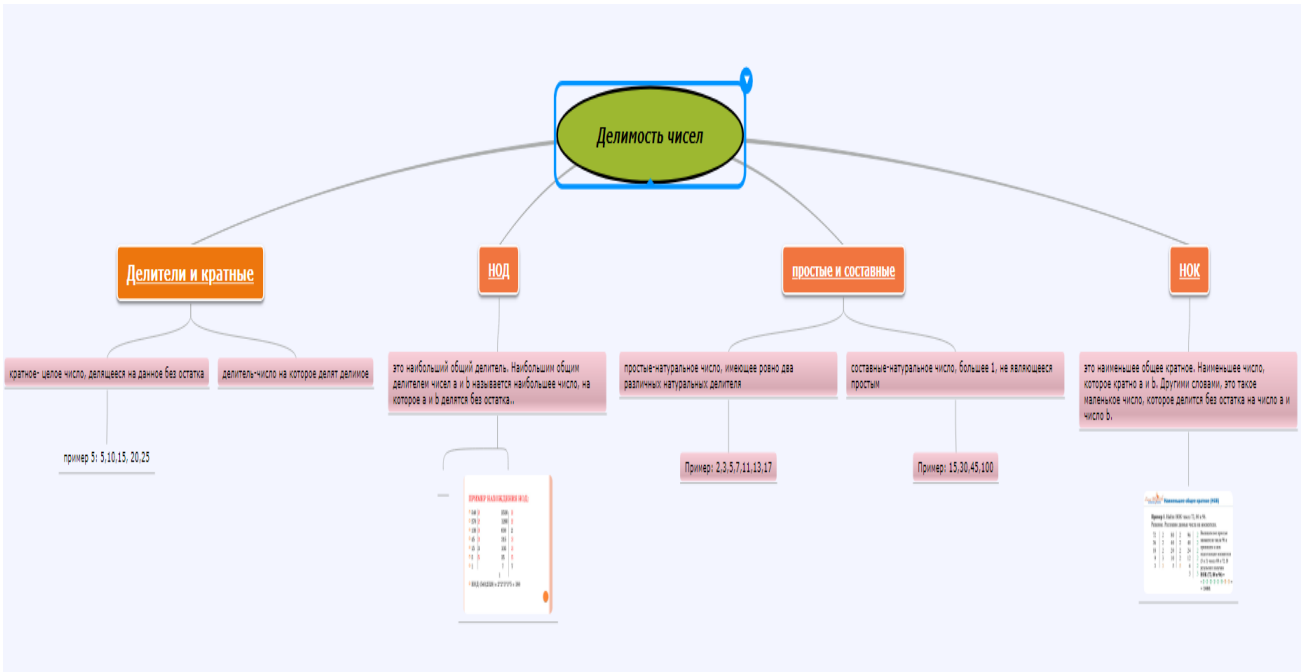 Делимость чисел
Делители и кратные
НОД
простые и составные
НОК
кратное- целое число, делящееся на данное без остатка
делитель-число на которое делят делимое
это наибольший общий делитель. Наибольшим общим
делителем чисел a и b называется наибольшее число, на
которое a и b делятся без остатка..
простые-натуральное число, имеющее ровно два
различных натуральных делителя
составные-натуральное число, большее 1, не являющееся
простым
это наименьшее общее кратное. Наименьшее число,
которое кратно a и b. Другими словами, это такое
маленькое число, которое делится без остатка на число a и
число b.
пример 5: 5,10,15, 20,25
Пример: 2,3,5,7,11,13,17
Пример: 15,30,45,100
ПРИМЕР НАХОЖДЕНИЯ НОД:
Наименьшее общее кратное (НОК)